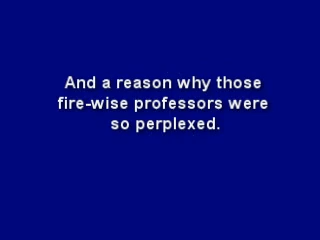 And a reason why those
fire-wise professors were
so perplexed.